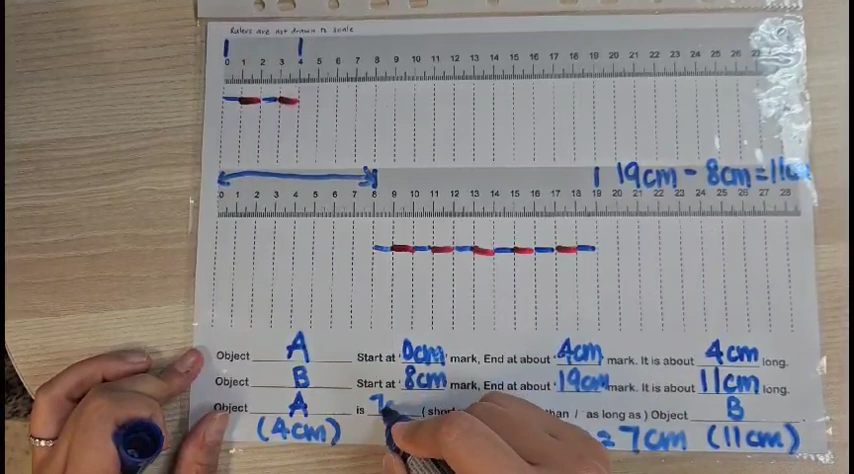 Rulers are not drawn to scale
0 1 2 3 4 5 6 7 8 9 10 11 12 13 14 15 16 17 18 19 20 21 22 23 24 25 26
19cm - 8cm = 11cm
0 1 2 3 4 5 6 7 8 9 10 11 12 13 14 15 16 17 18 19 20 21 22 23 24 25 26 27 28
Object A Start at '0cm' mark, End at about '4cm mark. It is about 4cm long.
Object B Start at '8cm mark, End at about '19cm mark. It is about 11cm long.
Object A is 7 ( than / as long as ) Object B
(4cm) = 7cm (11cm)